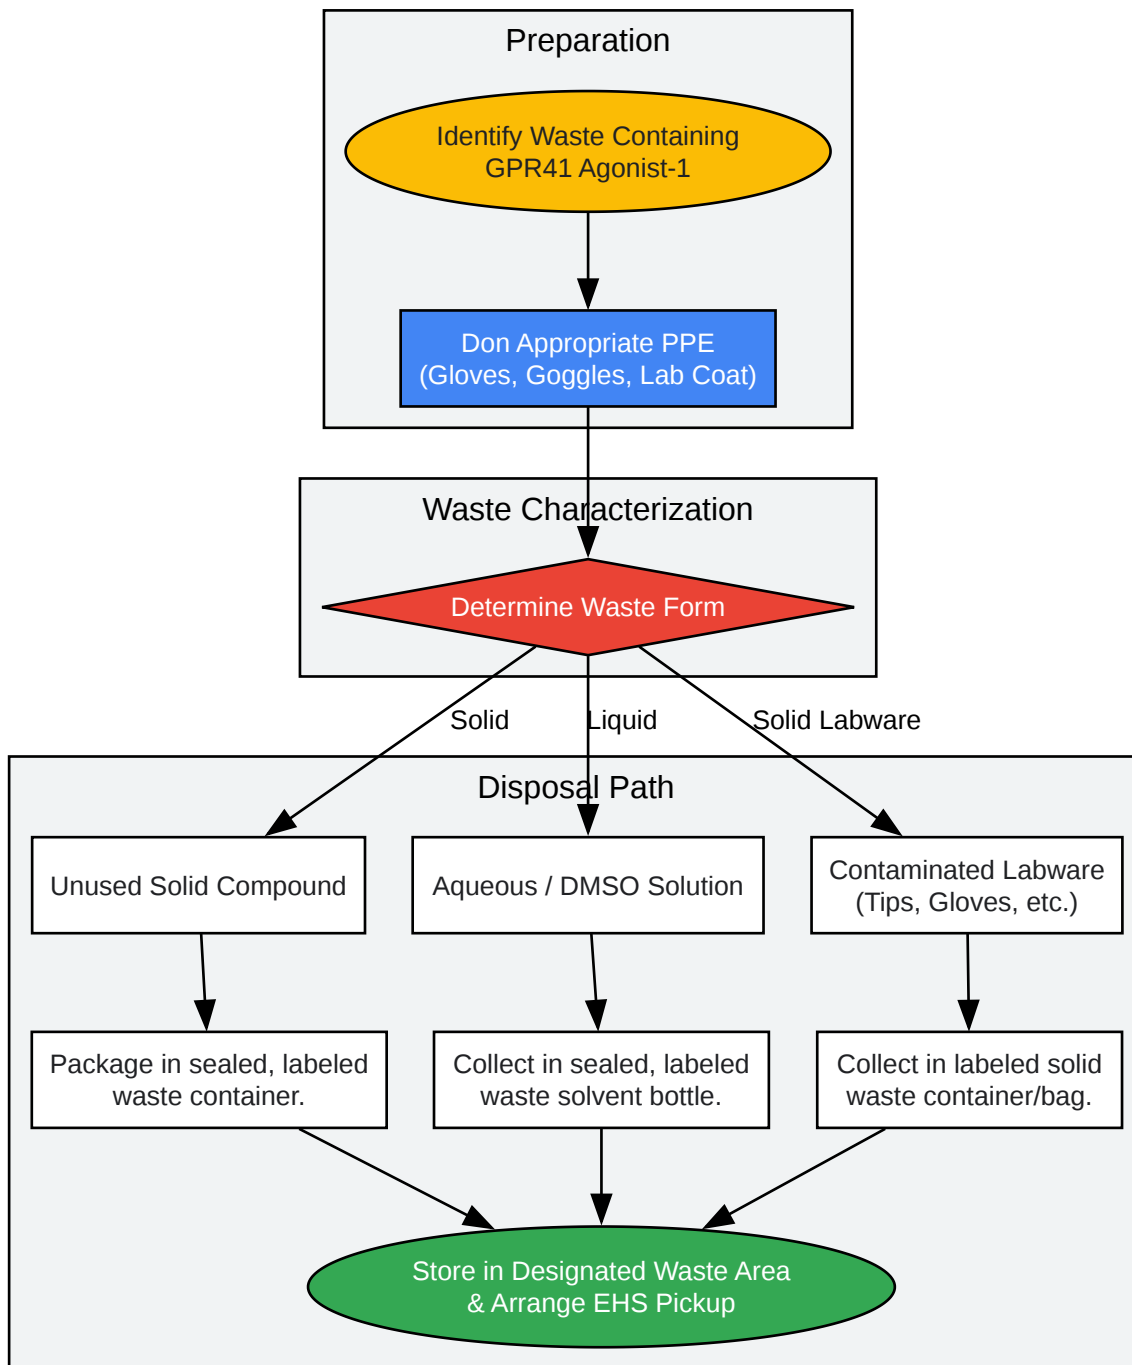 Preparation
Identify Waste Containing
GPR41 Agonist-1
Don Appropriate PPE
(Gloves, Goggles, Lab Coat)
Waste Characterization
Determine Waste Form
Solid
Liquid
Solid Labware
Disposal Path
Unused Solid Compound
Aqueous / DMSO Solution
Contaminated Labware
(Tips, Gloves, etc.)
Package in sealed, labeled
waste container.
Collect in sealed, labeled
waste solvent bottle.
Collect in labeled solid
waste container/bag.
Store in Designated Waste Area
& Arrange EHS Pickup